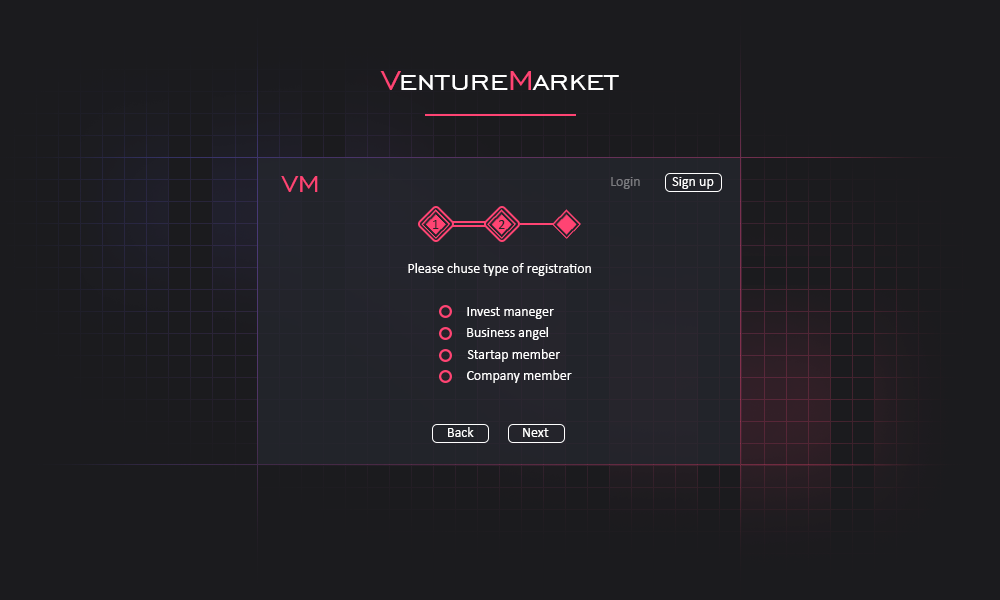 VENTUREMARKET
VM
Login Sign up
1 2
Please chuse type of registration
Invest maneger
Business angel
Startap member
Company member
Back Next